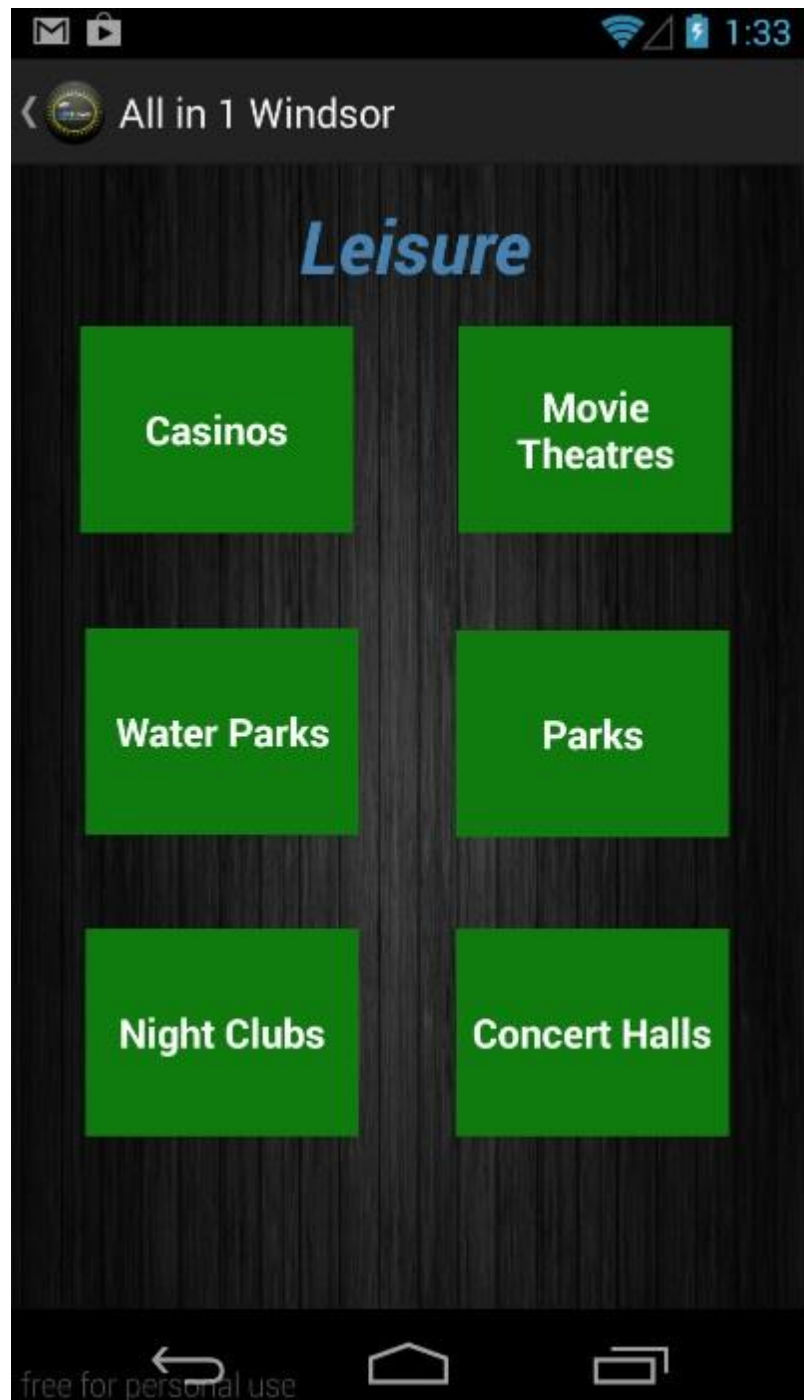 1:33
All in 1 Windsor
Leisure
Casinos
Movie
Theatres
Water Parks
Parks
Night Clubs
Concert Halls
free for personal use